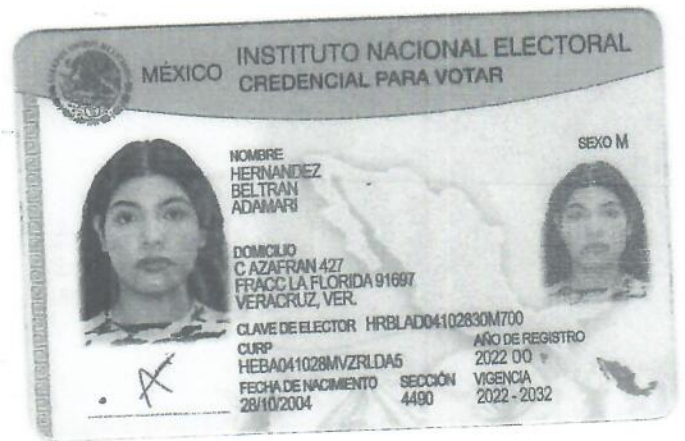 MÉXICO
INSTITUTO NACIONAL ELECTORAL
CREDENCIAL PARA VOTAR
SEXO M
NOMBRE
HERNANDEZ
BELTRAN
ADAMARI
DOMICILIO
C AZAFRAN 427
FRACC LA FLORIDA 91697
VERACRUZ, VER.
CLAVE DE ELECTOR HRBLAD04102830M700
CURP
HEBA041028MVZRLDA5
AÑO DE REGISTRO
2022 00
FECHA DE NACIMIENTO
28/10/2004
SECCIÓN
4490
VIGENCIA
2022 - 2032